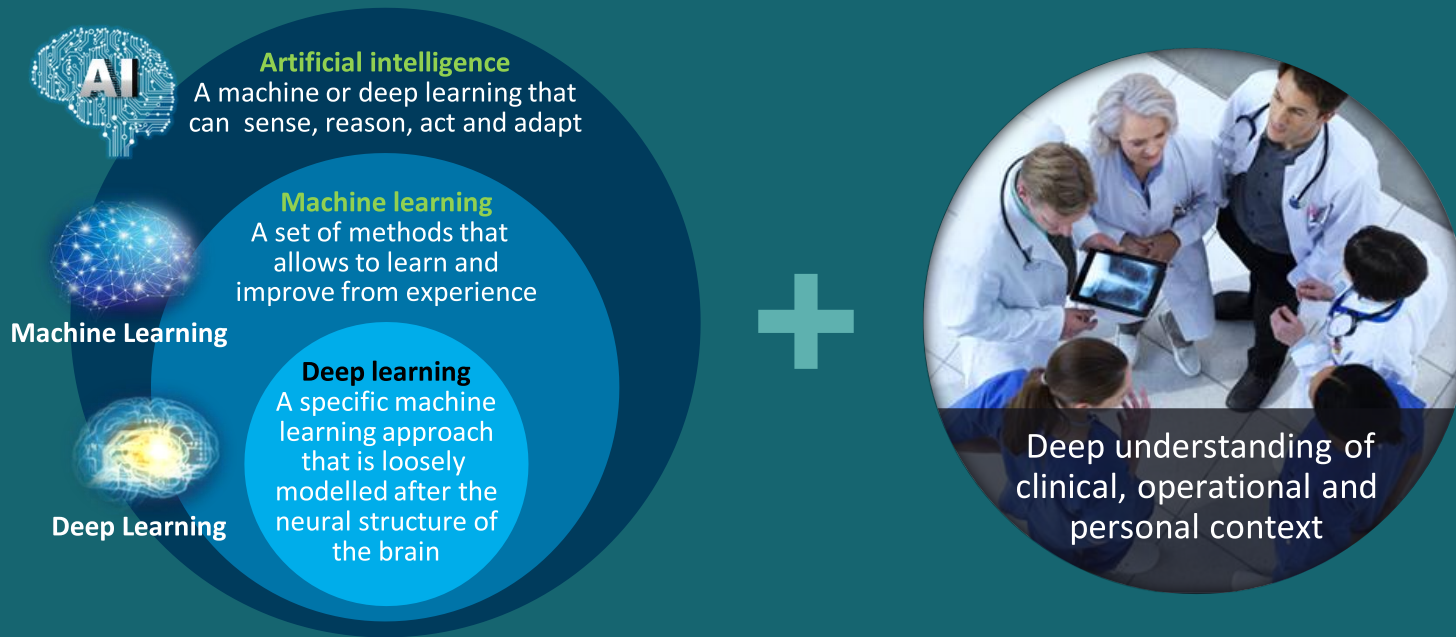 AI
Artificial intelligence
A machine or deep learning that
can sense, reason, act and adapt
Machine learning
A set of methods that
allows to learn and
improve from experience
Machine Learning
Deep learning
A specific machine
learning approach
that is loosely
modelled after the
neural structure of
the brain
Deep Learning
Deep understanding of
clinical, operational and
personal context